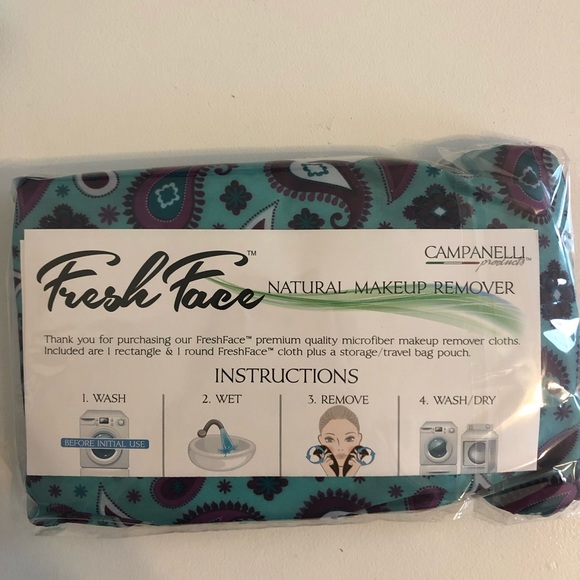 Fresh Face™
CAMPANELLI
products™
NATURAL MAKEUP REMOVER
Thank you for purchasing our FreshFace™ premium quality microfiber makeup remover cloths.
Included are 1 rectangle & 1 round FreshFace™ cloth plus a storage/travel bag pouch.
INSTRUCTIONS
1. WASH
2. WET
3. REMOVE
4. WASH/DRY
BEFORE INITIAL USE